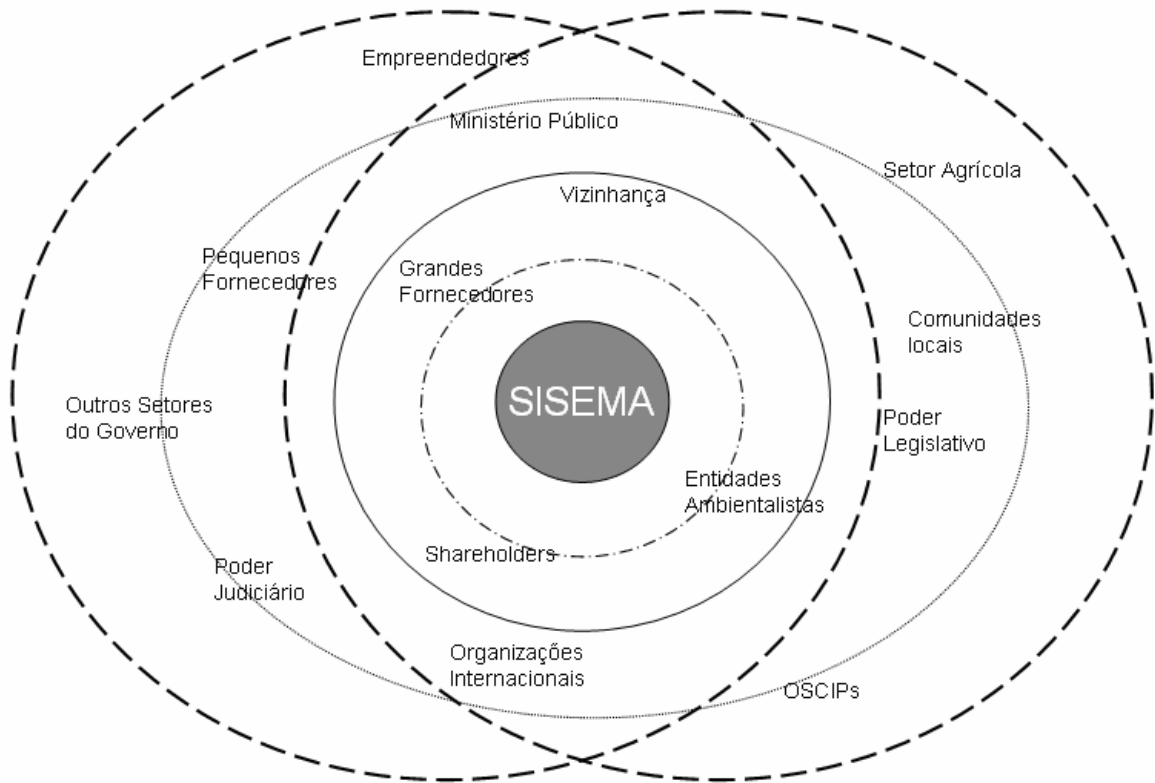 Empreendedores
Ministério Público
Setor Agrícola
Vizinhança
Pequenos
Fornecedores
Grandes
Fornecedores
Comunidades
locais
SISEMA
Outros Setores
do Governo
Poder
Legislativo
Entidades
Ambientalistas
Shareholders
Poder
Judiciário
Organizações
Internacionais
OSCIPs